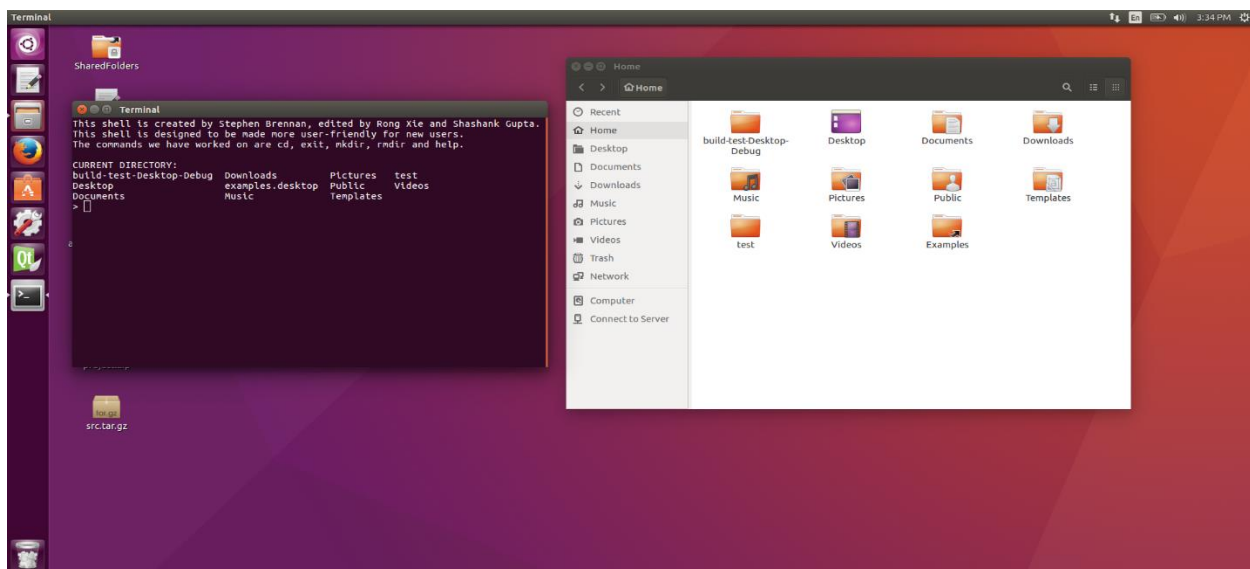 Terminal
En
3:34 PM
SharedFolders
Terminal
This shell is created by Stephen Brennan, edited by Rong Xie and Shashank Gupta.
This shell is designed to be made more user-friendly for new users.
The commands we have worked on are cd, exit, mkdir, rmdir and help.
CURRENT DIRECTORY:
build-test-Desktop-Debug Downloads Pictures test
Desktop examples.desktop Public Videos
Documents Music Templates
>
tar.gz
src.tar.gz
Home
Home
Recent
Home
Desktop
Documents
Downloads
Music
Pictures
Videos
Trash
Network
Computer
Connect to Server
build-test-Desktop-
Debug
Desktop
Documents
Downloads
Music
Pictures
Public
Templates
test
Videos
Examples
Qt